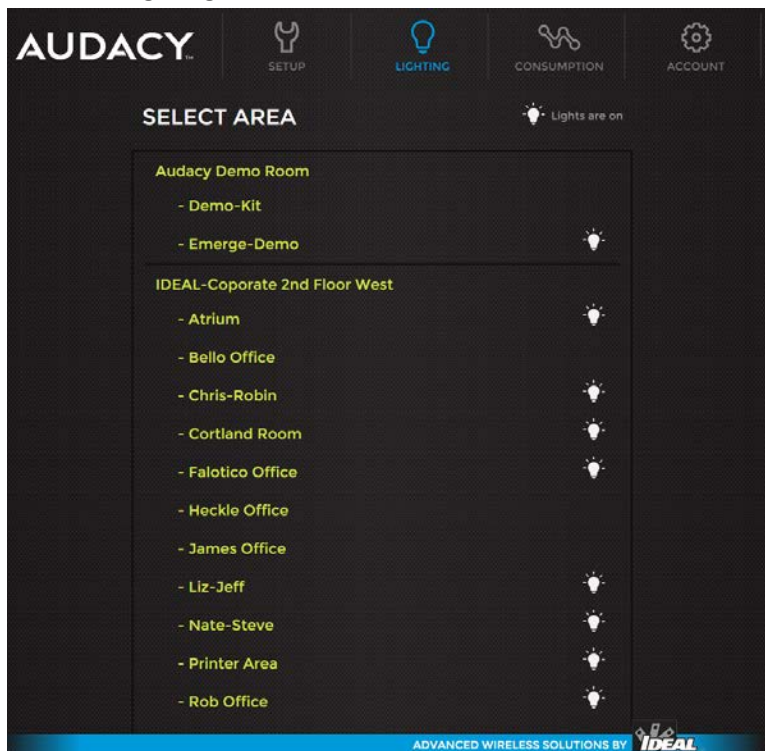 AUDACY™
SETUP
LIGHTING
CONSUMPTION
ACCOUNT
SELECT AREA
Lights are on
Audacy Demo Room
- Demo-Kit
- Emerge-Demo
IDEAL-Coporate 2nd Floor West
- Atrium
- Bello Office
- Chris-Robin
- Cortland Room
- Falotico Office
- Heckle Office
- James Office
- Liz-Jeff
- Nate-Steve
- Printer Area
- Rob Office
ADVANCED WIRELESS SOLUTIONS BY IDEAL